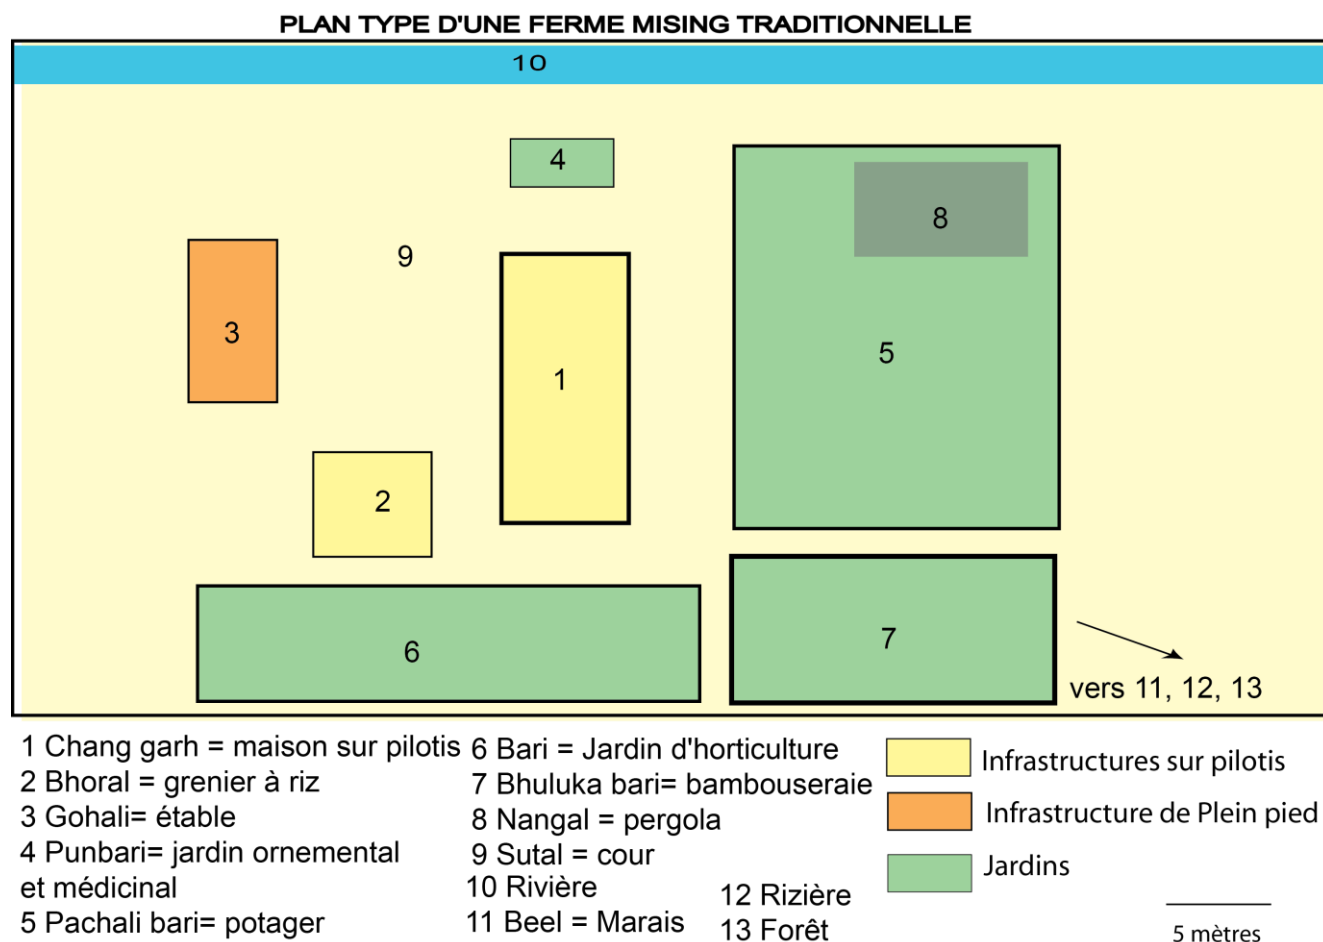 PLAN TYPE D'UNE FERME MISING TRADITIONNELLE
10
4
8
9
3
5
1
2
6
7
vers 11, 12, 13
1 Chang garh = maison sur pilotis
2 Bhoral = grenier à riz
3 Gohali= étable
4 Punbari= jardin ornemental
et médicinal
5 Pachali bari= potager
6 Bari = Jardin d'horticulture
7 Bhuluka bari= bambouseraie
8 Nangal = pergola
9 Sutal = cour
10 Rivière
11 Beel = Marais
12 Rizière
13 Forêt
Infrastructures sur pilotis
Infrastructure de Plein pied
Jardins
5 mètres